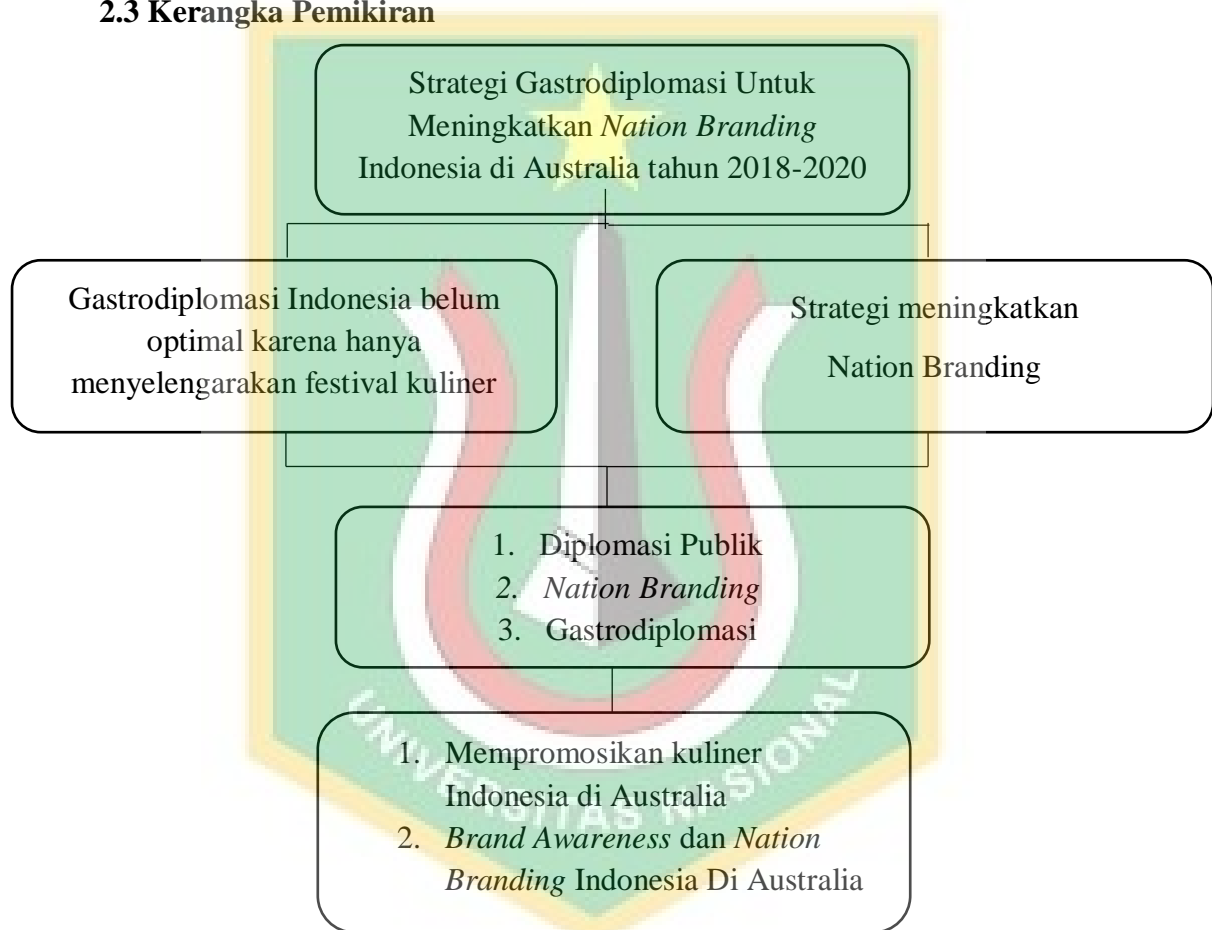 2.3 Kerangka Pemikiran
Strategi Gastrodiplomasi Untuk
Meningkatkan Nation Branding
Indonesia di Australia tahun 2018-2020
Gastrodiplomasi Indonesia belum
optimal karena hanya
menyelengarakan festival kuliner
Strategi meningkatkan
Nation Branding
1. Diplomasi Publik
2. Nation Branding
3. Gastrodiplomasi
1. Mempromosikan kuliner
Indonesia di Australia
2. Brand Awareness dan Nation
Branding Indonesia Di Australia
UNIVERSITAS NASIONAL